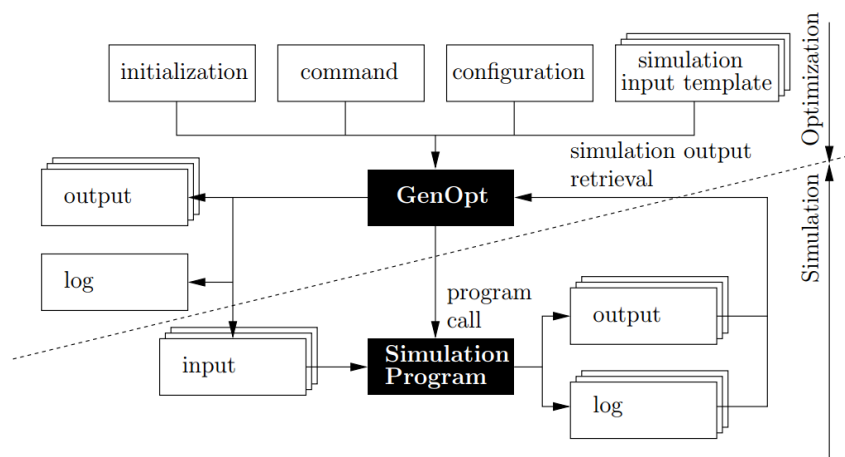 initialization
command
configuration
simulation
input template
Optimization
simulation output
retrieval
output
GenOpt
Simulation
log
program
call
output
input
Simulation
Program
log